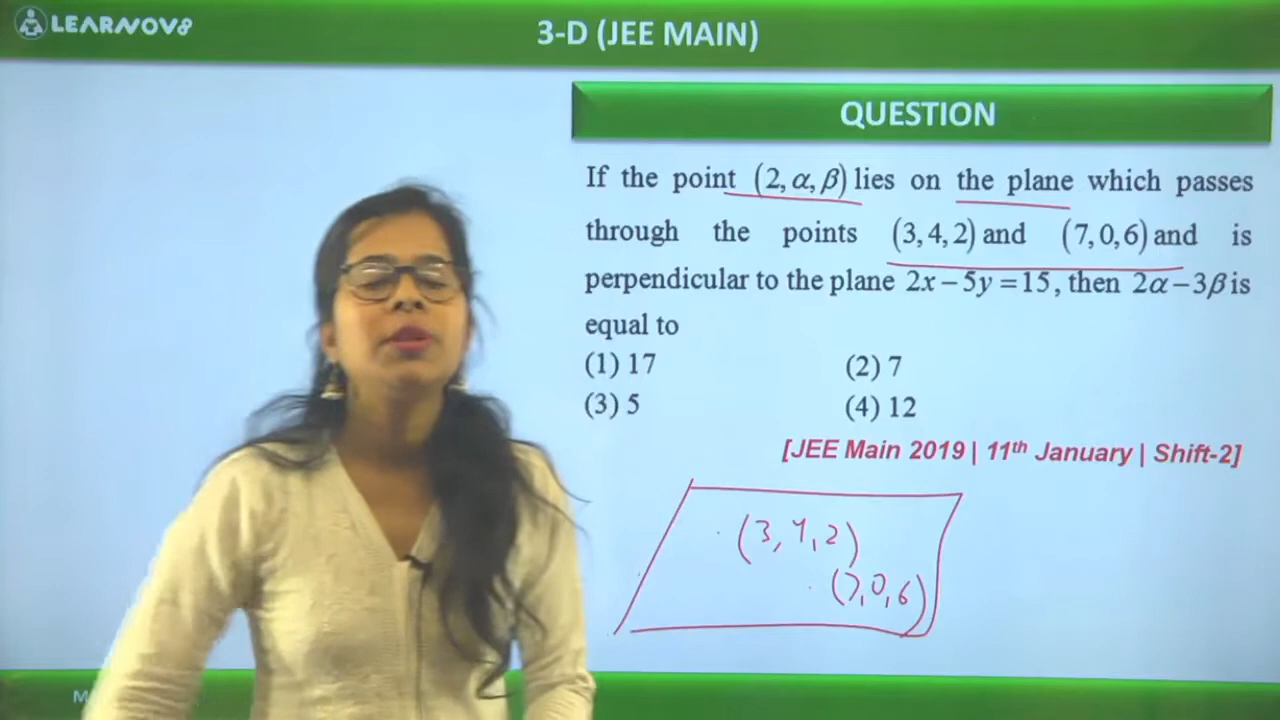 LEARNOV8
3-D (JEE MAIN)
QUESTION
If the point (2, α, β) lies on the plane which passes
through the points (3, 4, 2) and (7, 0, 6) and is
perpendicular to the plane 2x − 5y = 15, then 2α − 3β is
equal to
(1) 17 (2) 7
(3) 5 (4) 12
[JEE Main 2019 | 11th January | Shift-2]
(3, 4, 2)
(7, 0, 6)